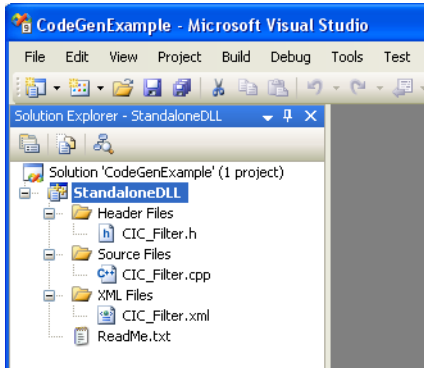 CodeGenExample - Microsoft Visual Studio
File Edit View Project Build Debug Tools Test
Solution Explorer - StandaloneDLL
Solution 'CodeGenExample' (1 project)
StandaloneDLL
Header Files
h CIC_Filter.h
Source Files
C++ CIC_Filter.cpp
XML Files
CIC_Filter.xml
ReadMe.txt